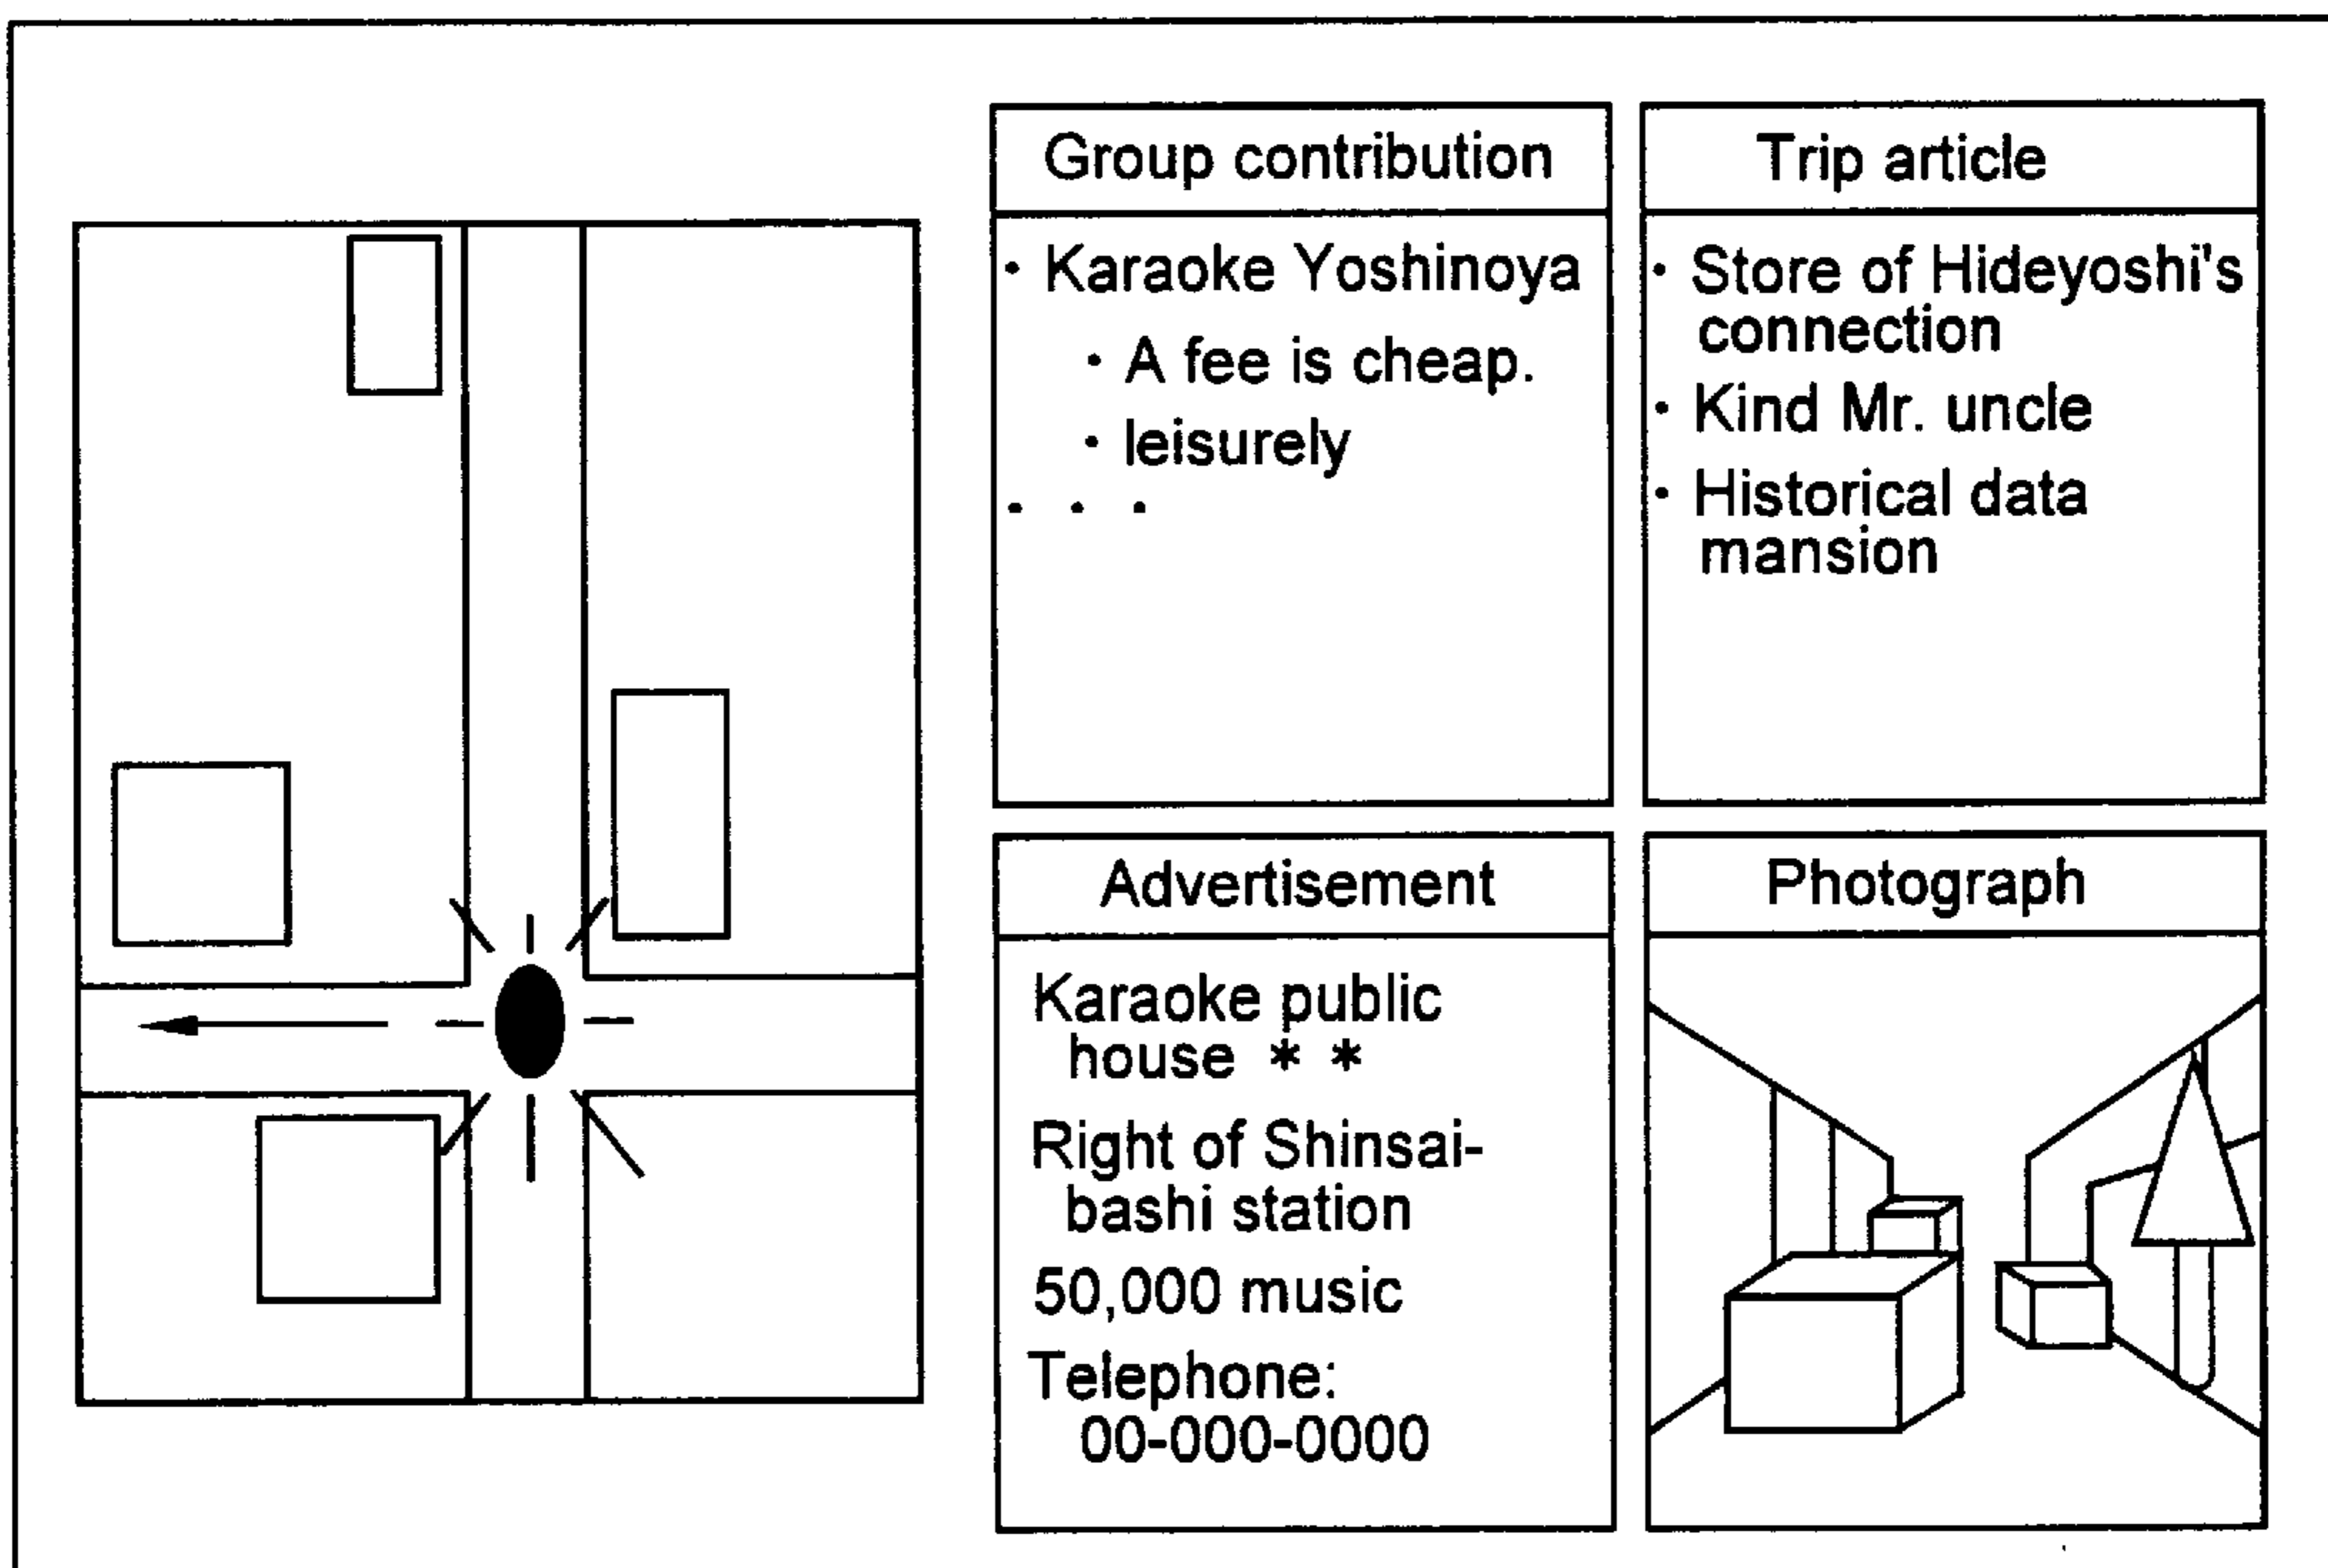 Group contribution
· Karaoke Yoshinoya
· A fee is cheap.
· leisurely
· · ·
Trip article
· Store of Hideyoshi's
connection
· Kind Mr. uncle
· Historical data
mansion
Advertisement
Karaoke public
house * *
Right of Shinsai-
bashi station
50,000 music
Telephone:
00-000-0000
Photograph